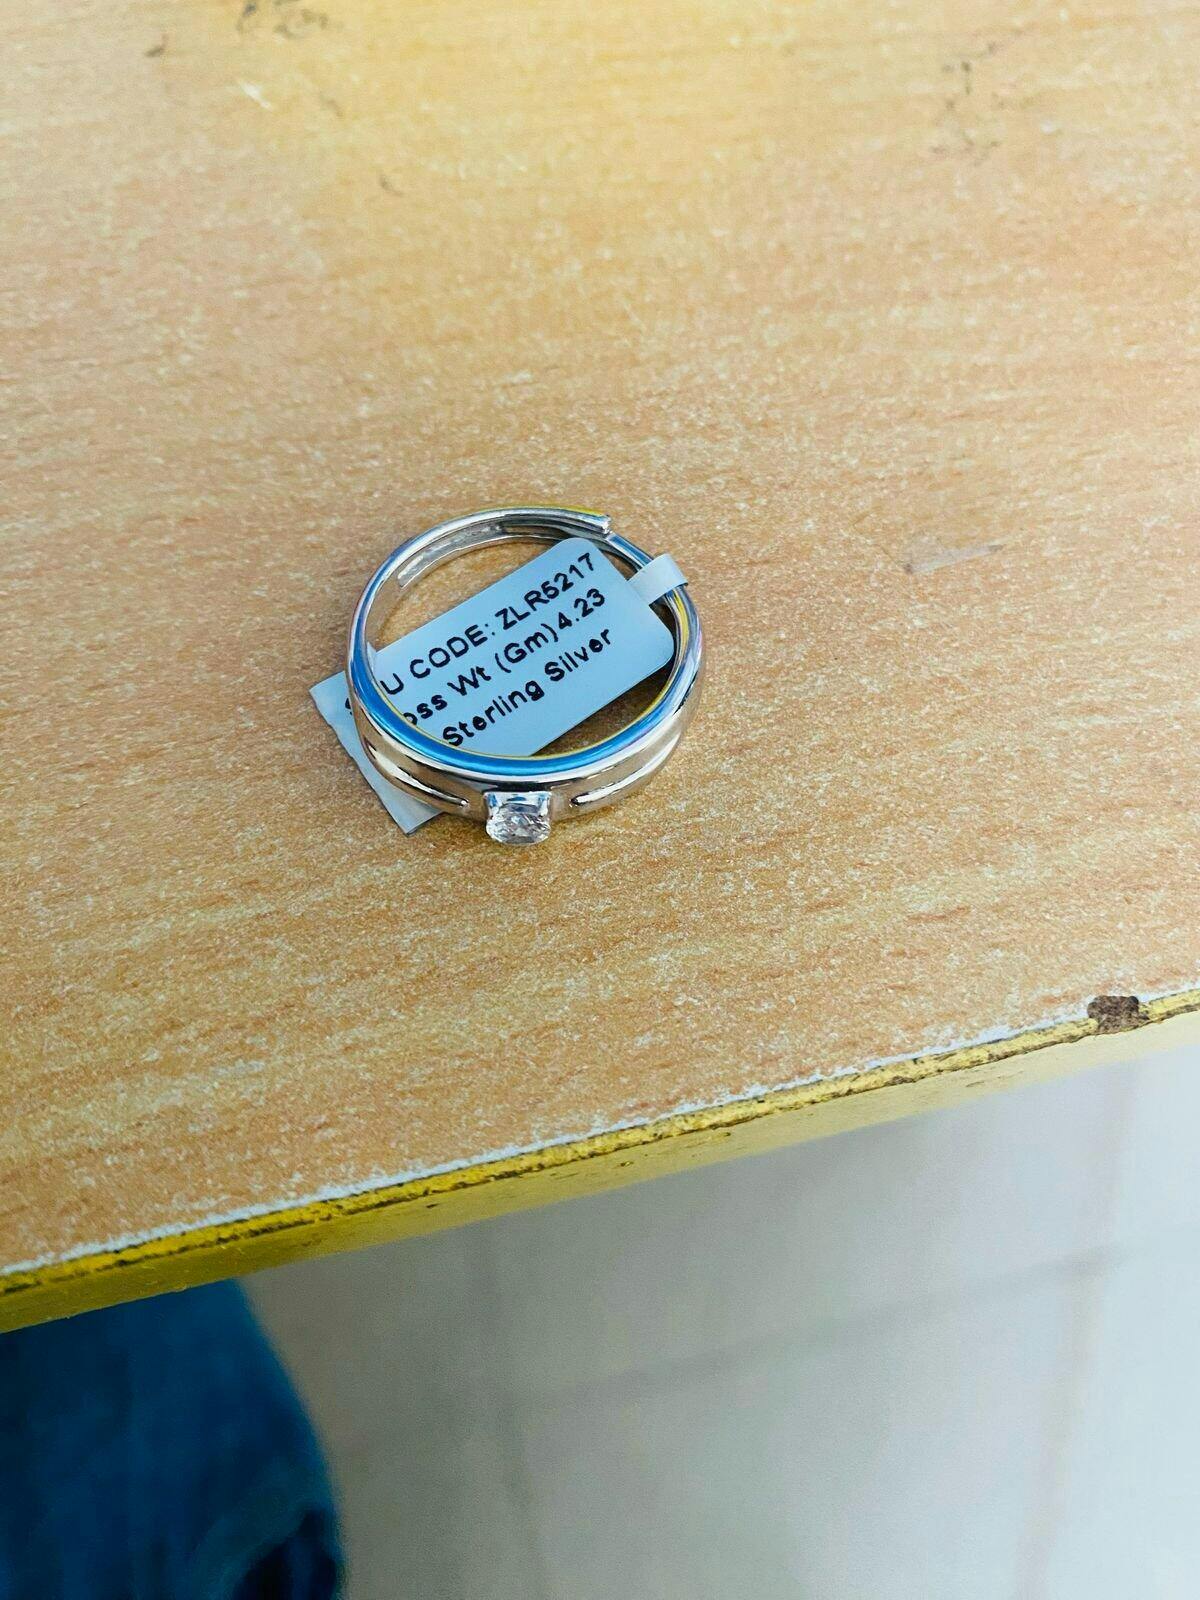 U CODE: ZLR5217
oss Wt (Gm)4.23
Sterling Silver